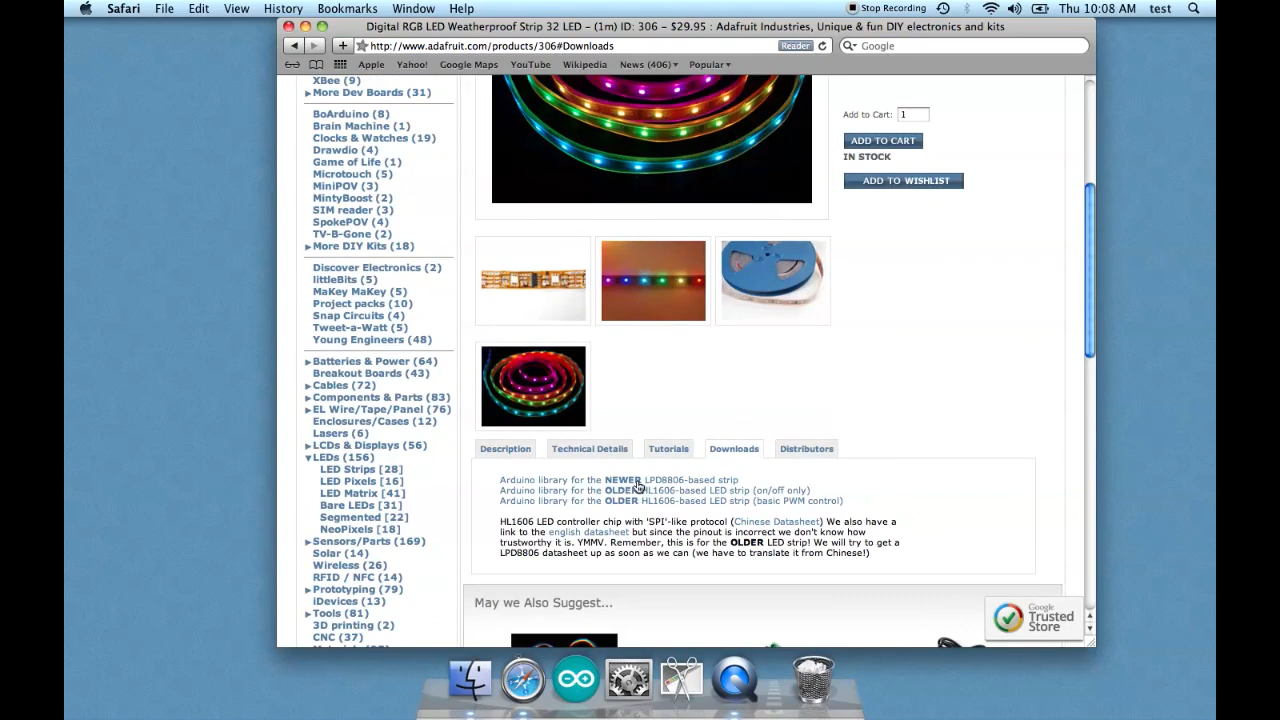 Safari File Edit View History Bookmarks Window Help Stop Recording Thu 10:08 AM test
Digital RGB LED Weatherproof Strip 32 LED – (1m) ID: 306 - $29.95 : Adafruit Industries, Unique & fun DIY electronics and kits
http://www.adafruit.com/products/306#Downloads Reader Google
Apple Yahoo! Google Maps YouTube Wikipedia News (406) Popular
XBee (9)
More Dev Boards (31)
BoArduino (8)
Brain Machine (1)
Clocks & Watches (19)
Drawdio (4)
Game of Life (1)
Microtouch (5)
MiniPOV (3)
MintyBoost (2)
SIM reader (3)
SpokePOV (4)
TV-B-Gone (2)
More DIY Kits (18)
Discover Electronics (2)
littleBits (5)
MaKey MaKey (5)
Project packs (10)
Snap Circuits (4)
Tweet-a-Watt (5)
Young Engineers (48)
Batteries & Power (64)
Breakout Boards (43)
Cables (72)
Components & Parts (83)
EL Wire/Tape/Panel (76)
Enclosures/Cases (12)
Lasers (6)
LCDs & Displays (56)
LEDs (156)
LED Strips [28]
LED Pixels [16]
LED Matrix [41]
Bare LEDs [31]
Segmented [22]
NeoPixels [18]
Sensors/Parts (169)
Solar (14)
Wireless (26)
RFID / NFC (14)
Prototyping (79)
iDevices (13)
Tools (81)
3D printing (2)
CNC (37)
Add to Cart: 1
ADD TO CART
IN STOCK
ADD TO WISHLIST
Description Technical Details Tutorials Downloads Distributors
Arduino library for the NEWER LPD8806-based strip
Arduino library for the OLDER HL1606-based LED strip (on/off only)
Arduino library for the OLDER HL1606-based LED strip (basic PWM control)
HL1606 LED controller chip with 'SPI'-like protocol (Chinese Datasheet) We also have a
link to the english datasheet but since the pinout is incorrect we don't know how
trustworthy it is. YMMV. Remember, this is for the OLDER LED strip! We will try to get a
LPD8806 datasheet up as soon as we can (we have to translate it from Chinese!)
May we Also Suggest...
Google
Trusted
Store